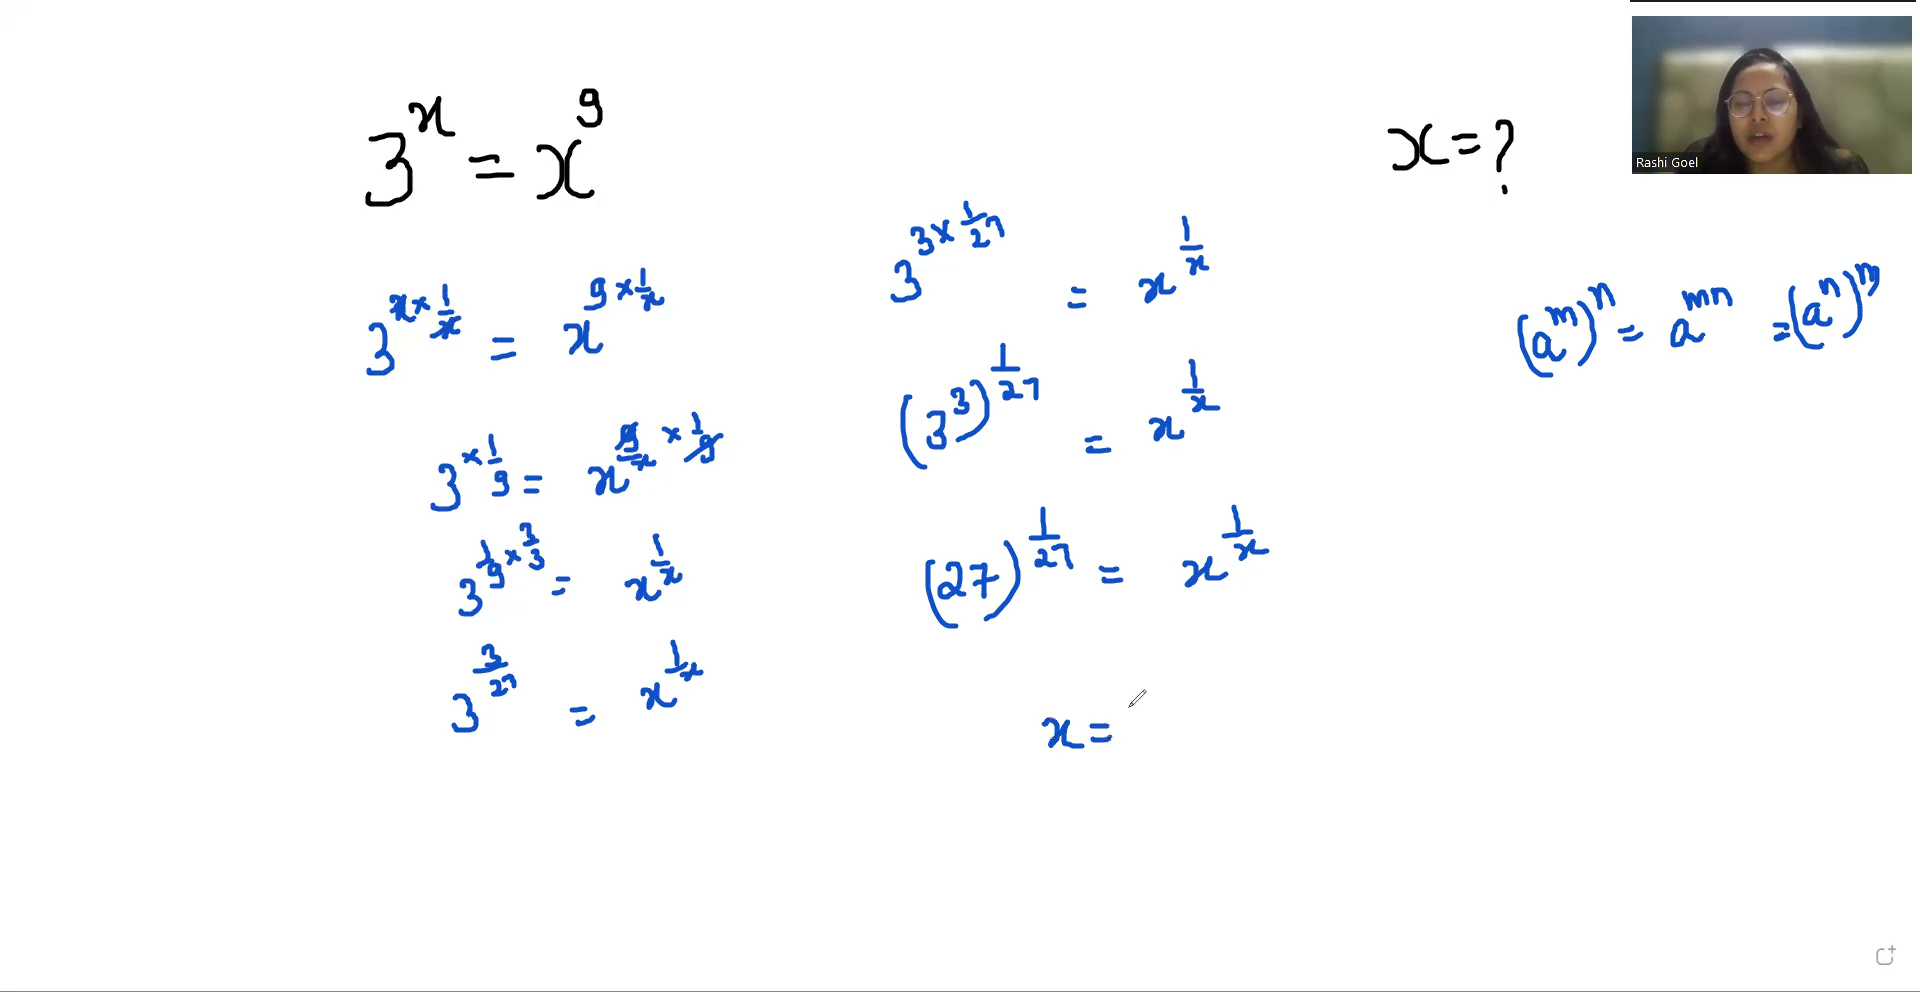 3^x = x^9
x = ?
Rashi Goel
3^(x × 1/x) = x^(9 × 1/x)
3^(× 1/9) = x^(9/x × 1/9)
3^(1/9 × 3/3) = x^(1/x)
3^(3/27) = x^(1/x)
3^(3 × 1/27) = x^(1/x)
(3^3)^(1/27) = x^(1/x)
(27)^(1/27) = x^(1/x)
x =
(a^m)^n = a^mn = (a^n)^m